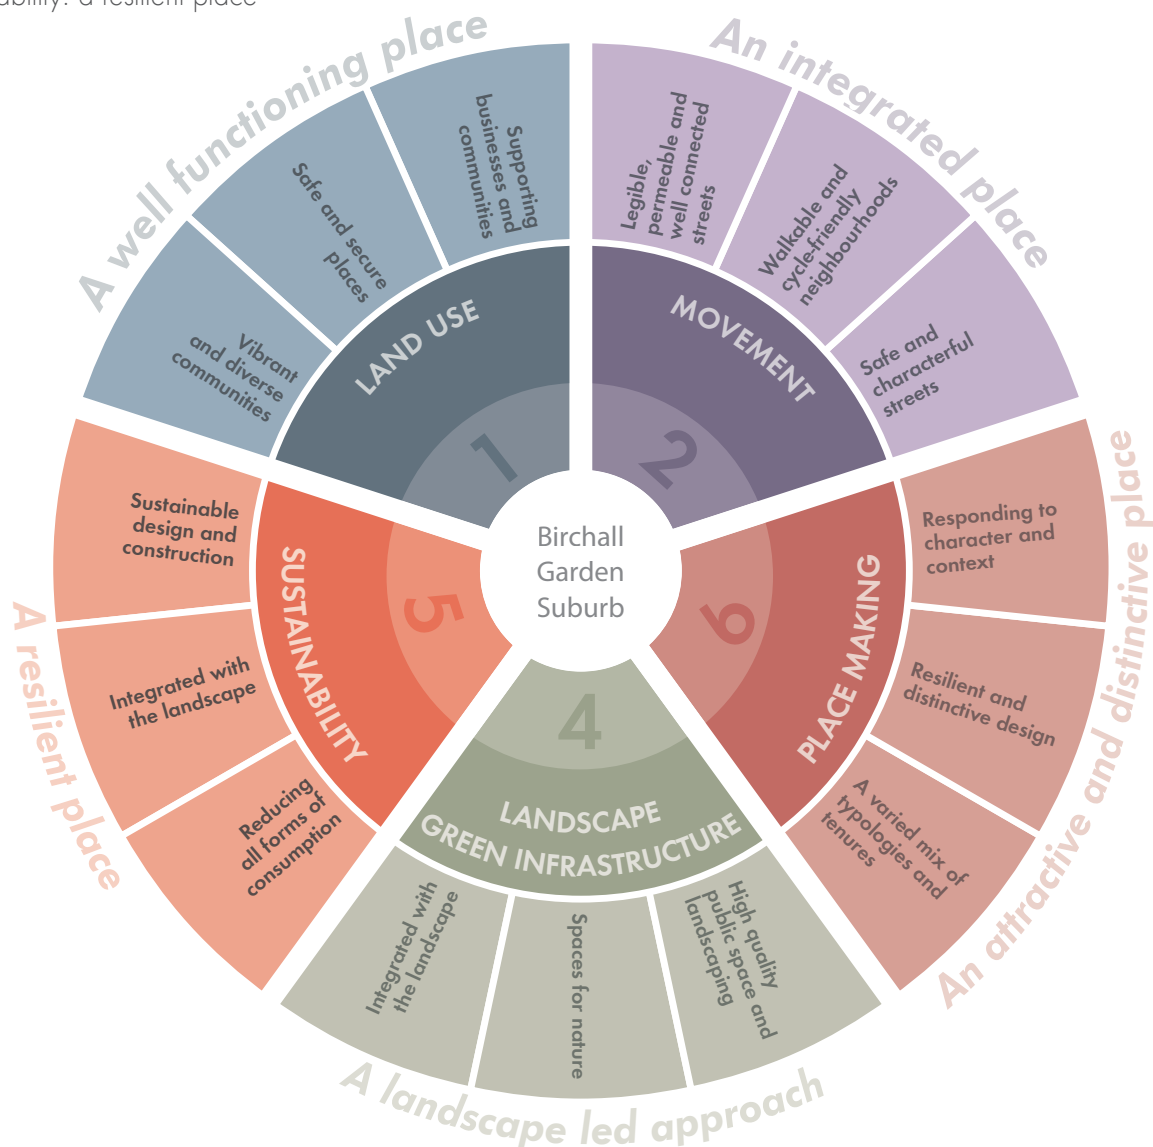 ability: a resilient place
A well functioning place
An integrated place
An attractive and distinctive place
A landscape led approach
A resilient place
Birchall
Garden
Suburb
1
LAND USE
Vibrant
and diverse
communities
Safe and secure
places
Supporting
businesses and
communities
2
MOVEMENT
Legible,
permeable and
well connected
streets
Walkable and
cycle-friendly
neighbourhoods
Safe and
characterful
streets
6
PLACE MAKING
Responding to
character and
context
Resilient and
distinctive design
A varied mix of
typologies and
tenures
4
LANDSCAPE
GREEN INFRASTRUCTURE
High quality
public space and
landscaping
Spaces for nature
Integrated with
the landscape
5
SUSTAINABILITY
Reducing
all forms of
consumption
Integrated with
the landscape
Sustainable
design and
construction